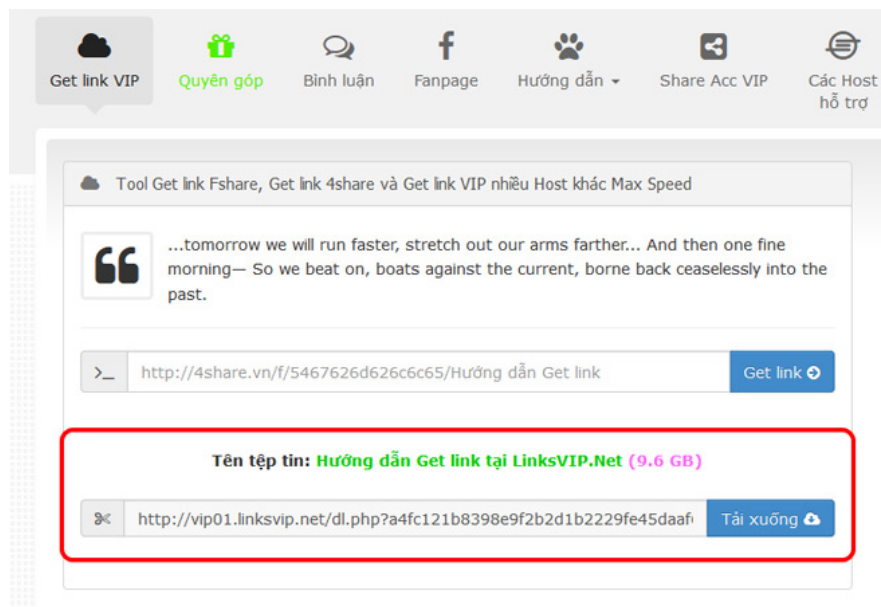 Get link VIP
Quyên góp
Bình luận
Fanpage
Hướng dẫn
Share Acc VIP
Các Host
hỗ trợ
Tool Get link Fshare, Get link 4share và Get link VIP nhiều Host khác Max Speed
...tomorrow we will run faster, stretch out our arms farther... And then one fine
morning— So we beat on, boats against the current, borne back ceaselessly into the
past.
http://4share.vn/f/5467626d626c6c65/Hướng dẫn Get link
Get link
Tên tệp tin: Hướng dẫn Get link tại LinksVIP.Net (9.6 GB)
http://vip01.linksvip.net/dl.php?a4fc121b8398e9f2b2d1b2229fe45daaf
Tải xuống